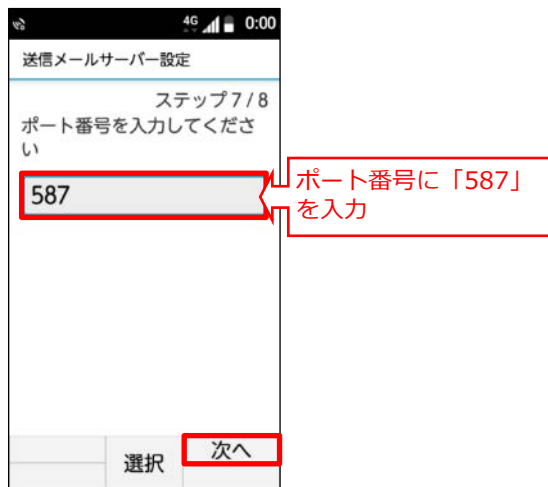 4G 0:00
送信メールサーバー設定
ステップ7/8
ポート番号を入力してくださ
い
587
ポート番号に「587」
を入力
選択
次へ